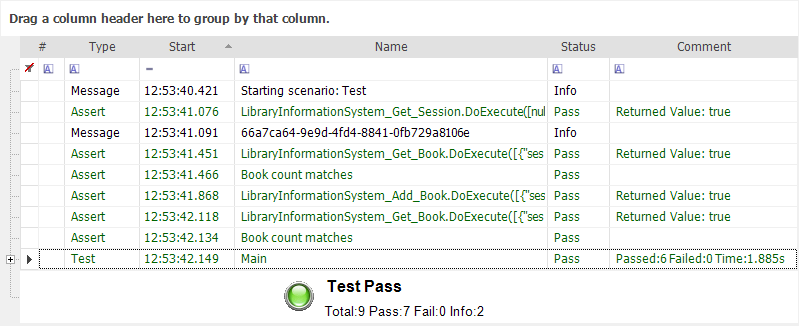 Drag a column header here to group by that column.
# Type Start Name Status Comment
Message 12:53:40.421 Starting scenario: Test Info
Assert 12:53:41.076 LibraryInformationSystem_Get_Session.DoExecute([nul Pass Returned Value: true
Message 12:53:41.091 66a7ca64-9e9d-4fd4-8841-0fb729a8106e Info
Assert 12:53:41.451 LibraryInformationSystem_Get_Book.DoExecute([{"ses Pass Returned Value: true
Assert 12:53:41.466 Book count matches Pass
Assert 12:53:41.868 LibraryInformationSystem_Add_Book.DoExecute([{"ses Pass Returned Value: true
Assert 12:53:42.118 LibraryInformationSystem_Get_Book.DoExecute([{"ses Pass Returned Value: true
Assert 12:53:42.134 Book count matches Pass
Test 12:53:42.149 Main Pass Passed:6 Failed:0 Time:1.885s
Test Pass
Total:9 Pass:7 Fail:0 Info:2